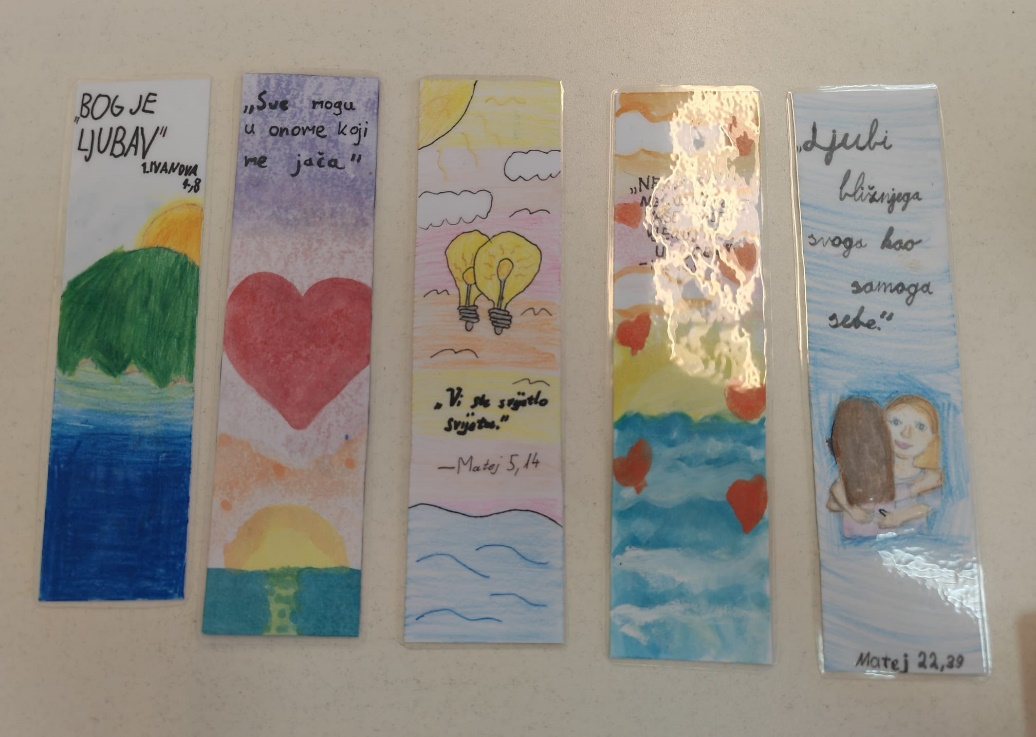 „BOG JE
LJUBAV“
1.IVANOVA
4,8
„Sve mogu
u onome koji
me jača“
„Vi ste svjetlo
svijeta.“
—Matej 5,14
„Ljubi
bližnjega
svoga kao
samoga
sebe.“
Matej 22,39